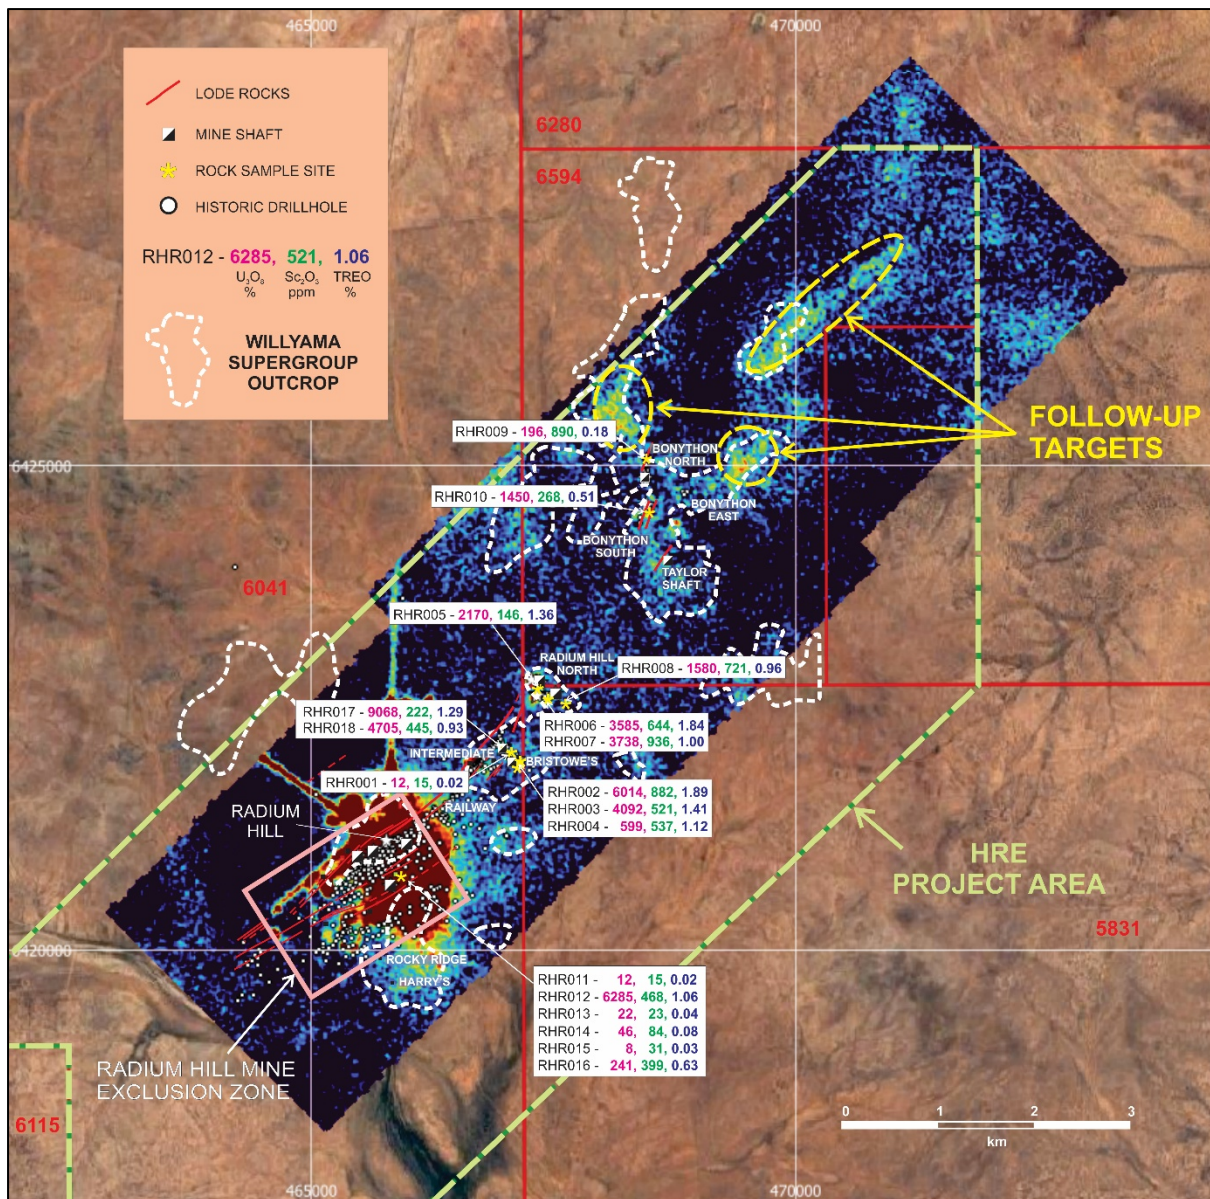 465000
470000
LODE ROCKS
MINE SHAFT
ROCK SAMPLE SITE
HISTORIC DRILLHOLE
RHR012 - 6285, 521, 1.06
U₃O₈ Sc₂O₃ TREO
% ppm %
WILLYAMA
SUPERGROUP
OUTCROP
6280
6594
FOLLOW-UP
TARGETS
RHR009 - 196, 890, 0.18
BONYTHON
NORTH
6425000
RHR010 - 1450, 268, 0.51
BONYTHON
EAST
BONYTHON
SOUTH
TAYLOR
SHAFT
6041
RHR005 - 2170, 146, 1.36
RADIUM HILL
NORTH
RHR008 - 1580, 721, 0.96
RHR017 - 9068, 222, 1.29
RHR018 - 4705, 445, 0.93
RHR006 - 3585, 644, 1.84
RHR007 - 3738, 936, 1.00
INTERMEDIATE
BRISTOWE'S
RHR001 - 12, 15, 0.02
RHR002 - 6014, 882, 1.89
RHR003 - 4092, 521, 1.41
RHR004 - 599, 537, 1.12
RAILWAY
RADIUM
HILL
HRE
PROJECT AREA
5831
6420000
ROCKY RIDGE
HARRY'S
RHR011 - 12, 15, 0.02
RHR012 - 6285, 468, 1.06
RHR013 - 22, 23, 0.04
RHR014 - 46, 84, 0.08
RHR015 - 8, 31, 0.03
RHR016 - 241, 399, 0.63
RADIUM HILL MINE
EXCLUSION ZONE
6115
0 1 2 3
km
465000
470000